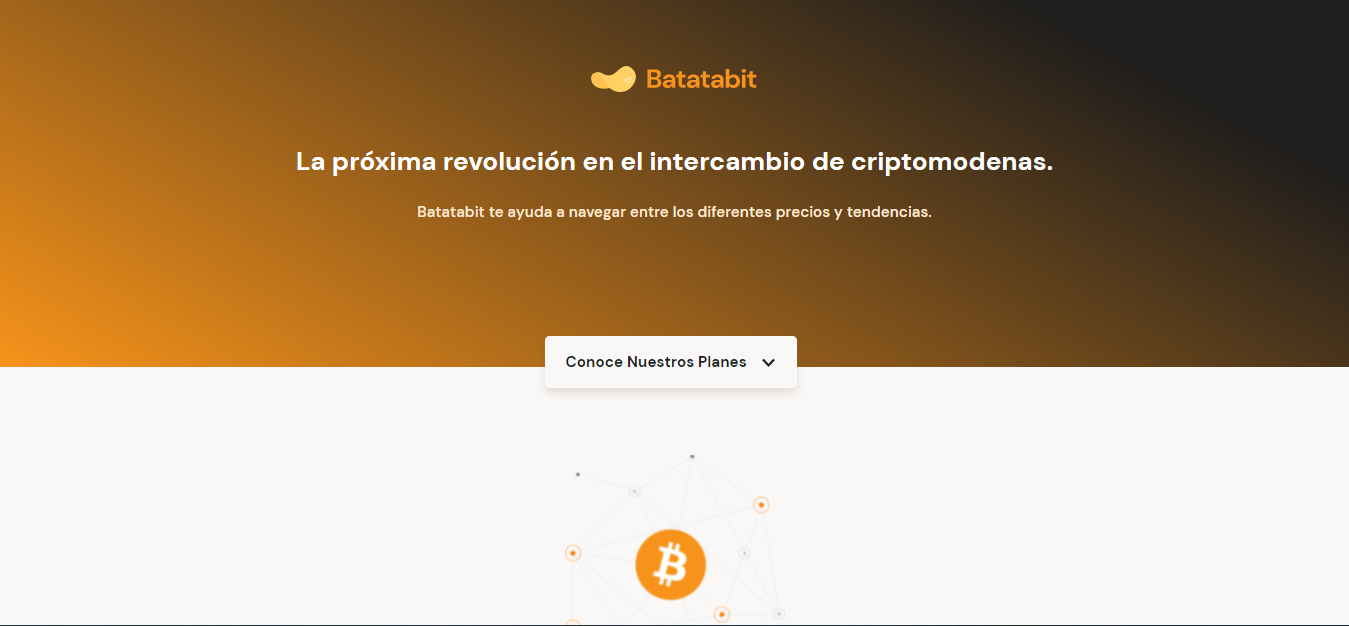 Batatabit
La próxima revolución en el intercambio de criptomodenas.
Batatabit te ayuda a navegar entre los diferentes precios y tendencias.
Conoce Nuestros Planes